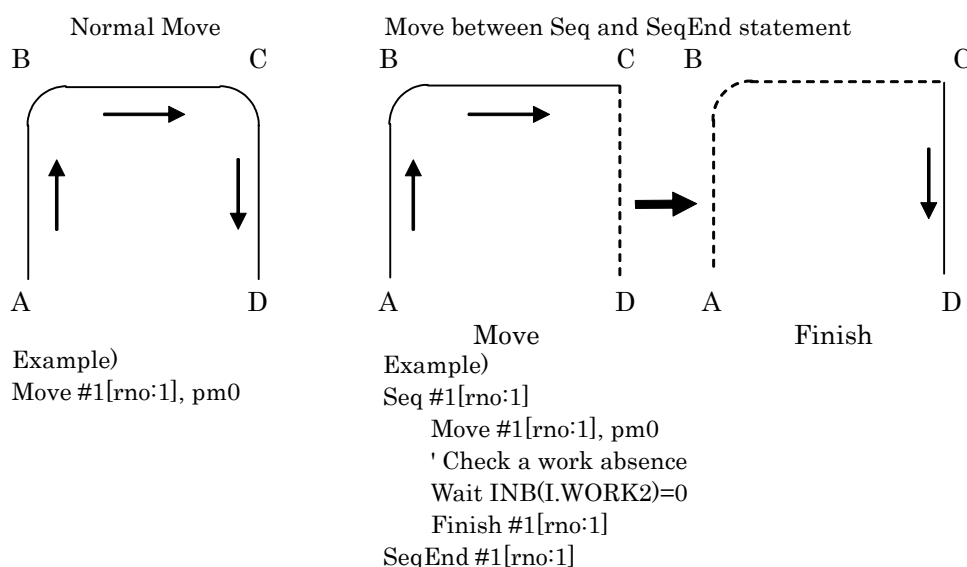 Normal Move
B C
A D
Example)
Move #1[rno:1], pm0
Move between Seq and SeqEnd statement
B C B C
A D A D
Move Finish
Example)
Seq #1[rno:1]
Move #1[rno:1], pm0
' Check a work absence
Wait INB(I.WORK2)=0
Finish #1[rno:1]
SeqEnd #1[rno:1]